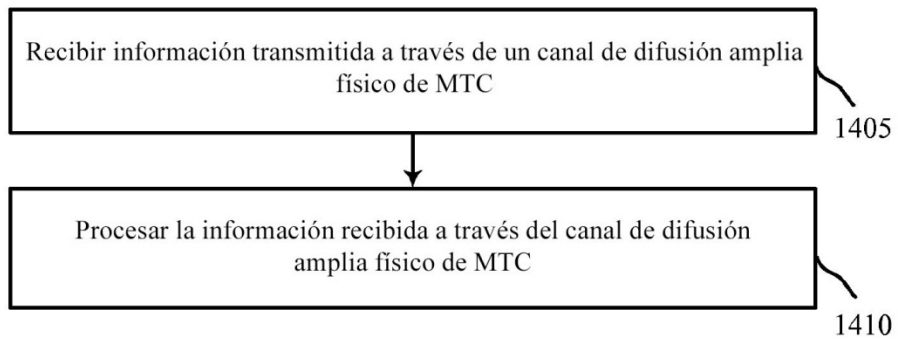 Recibir información transmitida a través de un canal de difusión amplia
físico de MTC
1405
Procesar la información recibida a través del canal de difusión
amplia físico de MTC
1410